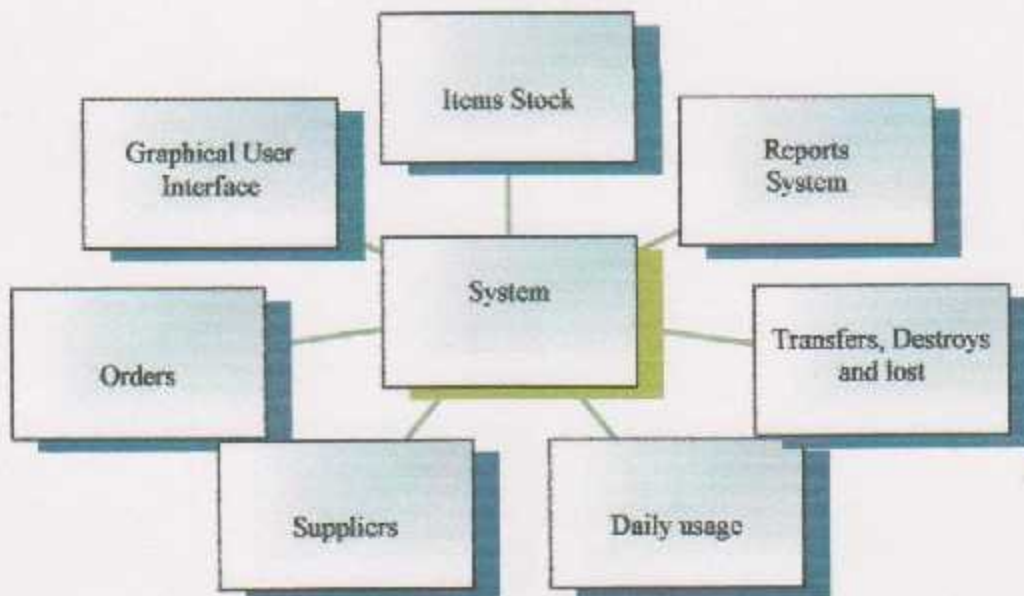 Items Stock
Graphical User
Interface
Reports
System
System
Orders
Transfers, Destroys
and lost
Suppliers
Daily usage